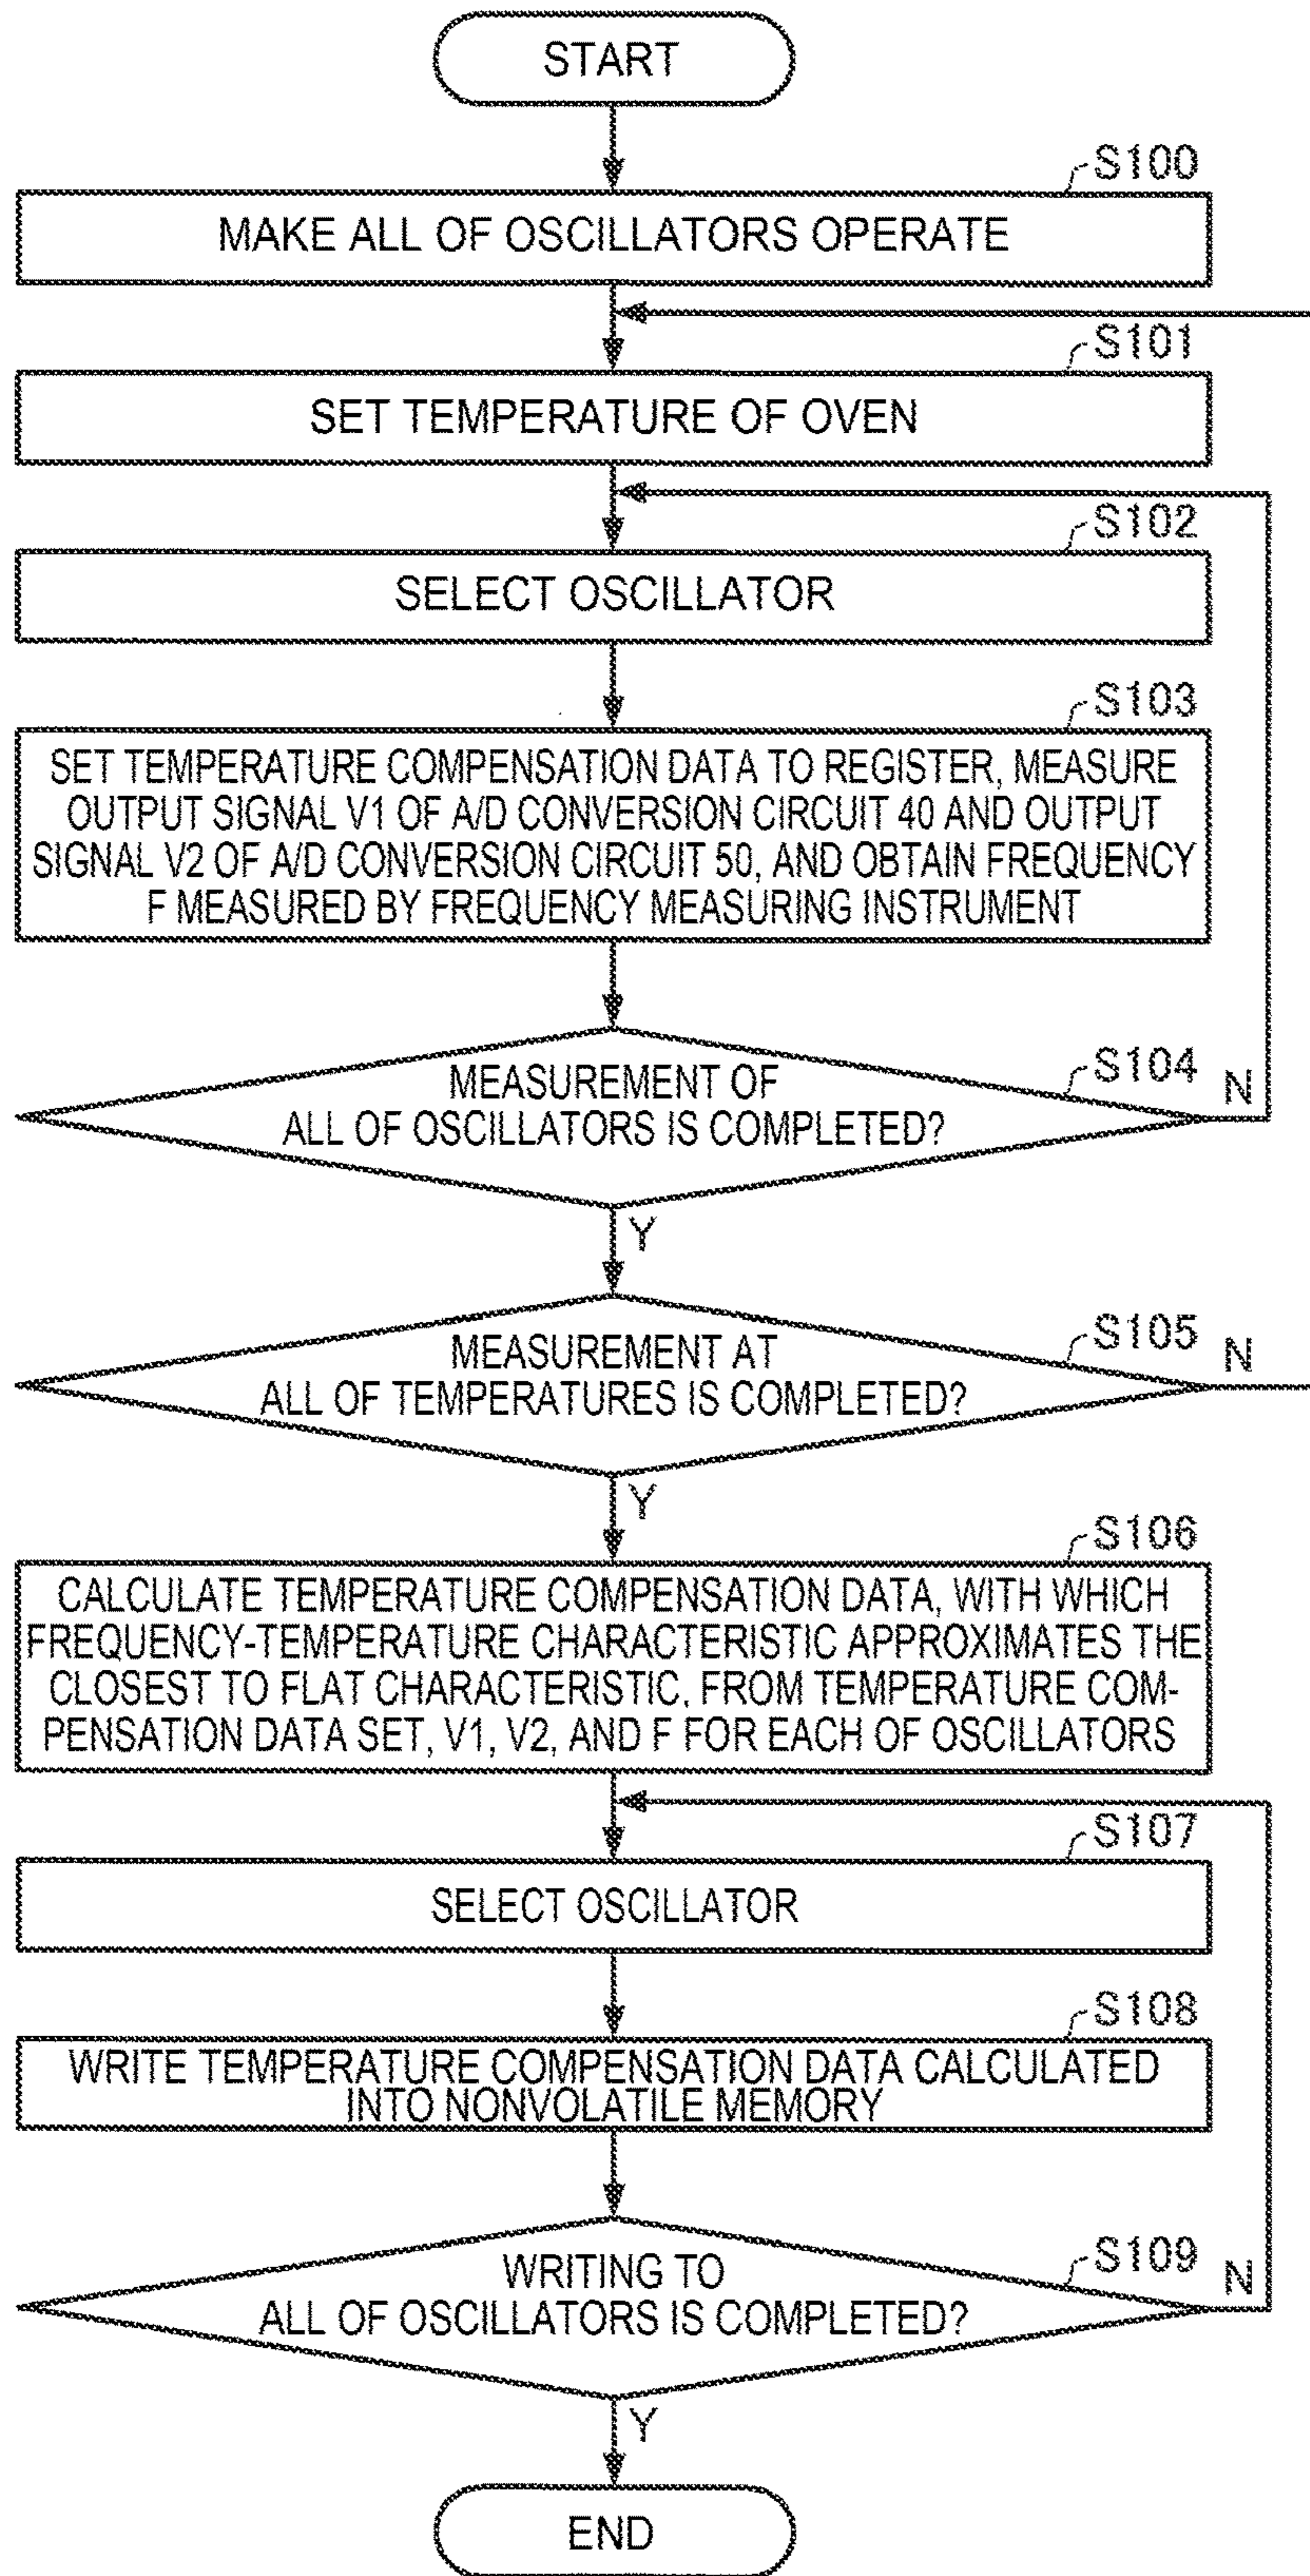 START
S100
MAKE ALL OF OSCILLATORS OPERATE
S101
SET TEMPERATURE OF OVEN
S102
SELECT OSCILLATOR
S103
SET TEMPERATURE COMPENSATION DATA TO REGISTER, MEASURE
OUTPUT SIGNAL V1 OF A/D CONVERSION CIRCUIT 40 AND OUTPUT
SIGNAL V2 OF A/D CONVERSION CIRCUIT 50, AND OBTAIN FREQUENCY
F MEASURED BY FREQUENCY MEASURING INSTRUMENT
S104
MEASUREMENT OF
ALL OF OSCILLATORS IS COMPLETED?
N
Y
S105
MEASUREMENT AT
ALL OF TEMPERATURES IS COMPLETED?
N
Y
S106
CALCULATE TEMPERATURE COMPENSATION DATA, WITH WHICH
FREQUENCY-TEMPERATURE CHARACTERISTIC APPROXIMATES THE
CLOSEST TO FLAT CHARACTERISTIC, FROM TEMPERATURE COM-
PENSATION DATA SET, V1, V2, AND F FOR EACH OF OSCILLATORS
S107
SELECT OSCILLATOR
S108
WRITE TEMPERATURE COMPENSATION DATA CALCULATED
INTO NONVOLATILE MEMORY
S109
WRITING TO
ALL OF OSCILLATORS IS COMPLETED?
N
Y
END